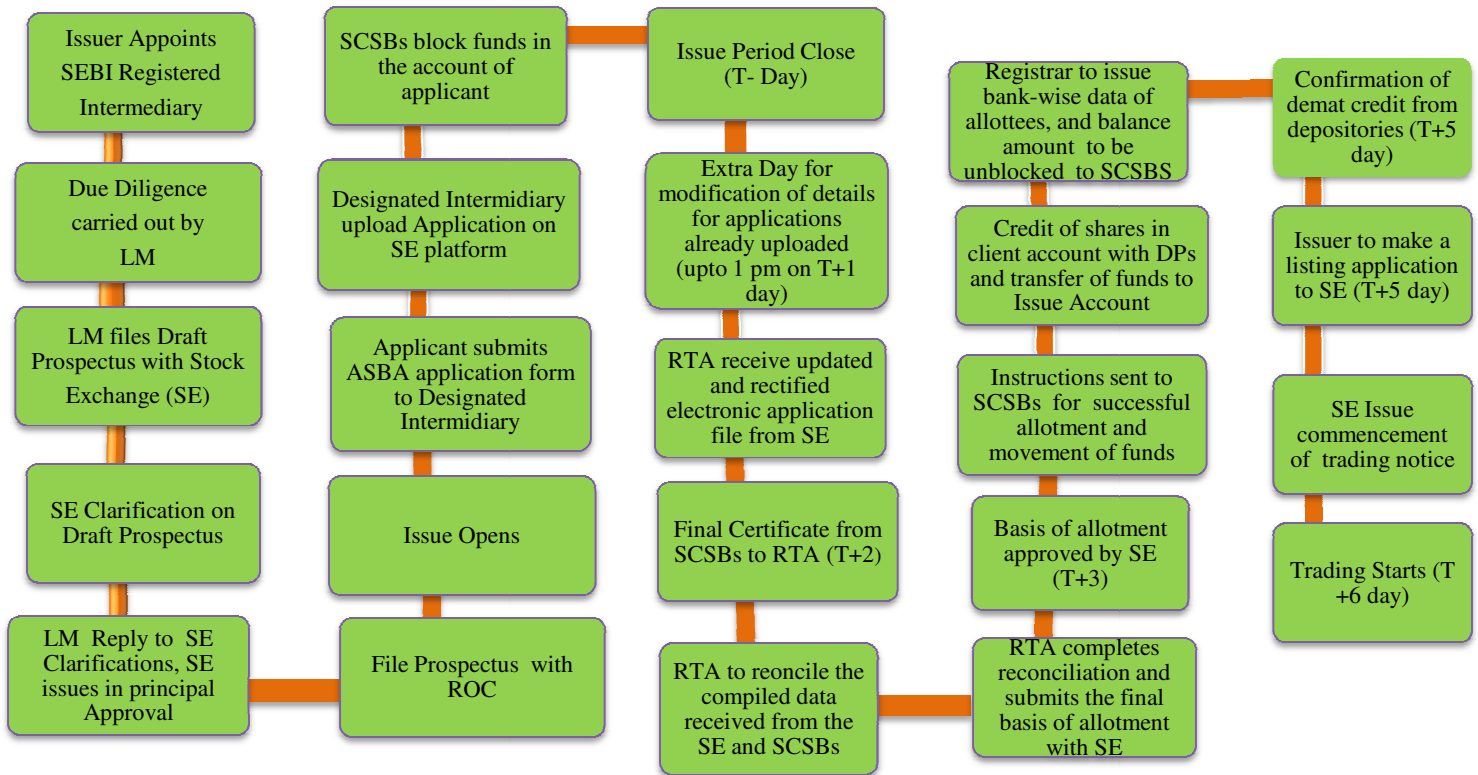 Issuer Appoints
SEBI Registered
Intermediary
Due Diligence
carried out by
LM
LM files Draft
Prospectus with Stock
Exchange (SE)
SE Clarification on
Draft Prospectus
LM Reply to SE
Clarifications, SE
issues in principal
Approval
File Prospectus with
ROC
Issue Opens
Applicant submits
ASBA application form
to Designated
Intermidiary
Designated Intermidiary
upload Application on
SE platform
SCSBs block funds in
the account of
applicant
Issue Period Close
(T- Day)
Extra Day for
modification of details
for applications
already uploaded
(upto 1 pm on T+1
day)
RTA receive updated
and rectified
electronic application
file from SE
Final Certificate from
SCSBs to RTA (T+2)
RTA to reconcile the
compiled data
received from the
SE and SCSBs
RTA completes
reconciliation and
submits the final
basis of allotment
with SE
Basis of allotment
approved by SE
(T+3)
Instructions sent to
SCSBs for successful
allotment and
movement of funds
Credit of shares in
client account with DPs
and transfer of funds to
Issue Account
Registrar to issue
bank-wise data of
allottees, and balance
amount to be
unblocked to SCSBS
Confirmation of
demat credit from
depositories (T+5
day)
Issuer to make a
listing application
to SE (T+5 day)
SE Issue
commencement
of trading notice
Trading Starts (T
+6 day)